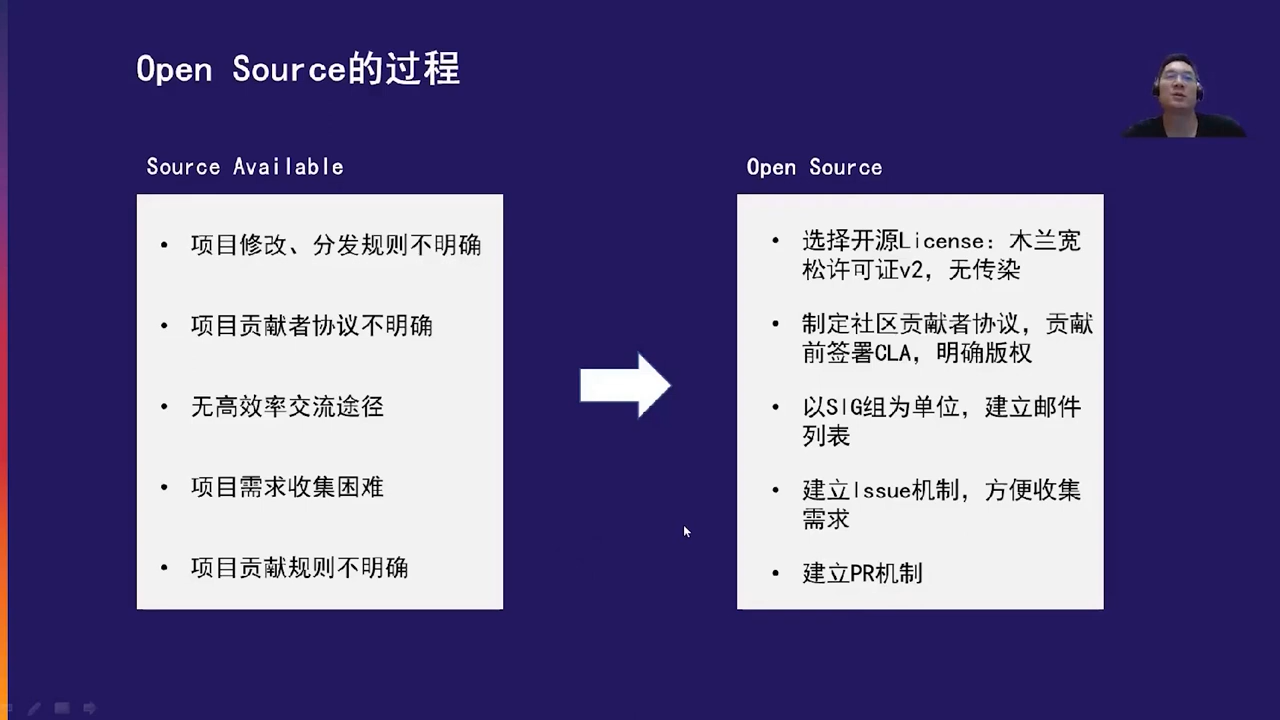 Open Source的过程
Source Available
• 项目修改、分发规则不明确
• 项目贡献者协议不明确
• 无高效率交流途径
• 项目需求收集困难
• 项目贡献规则不明确
Open Source
• 选择开源License：木兰宽
松许可证v2，无传染
• 制定社区贡献者协议，贡献
前签署CLA，明确版权
• 以SIG组为单位，建立邮件
列表
• 建立Issue机制，方便收集
需求
• 建立PR机制